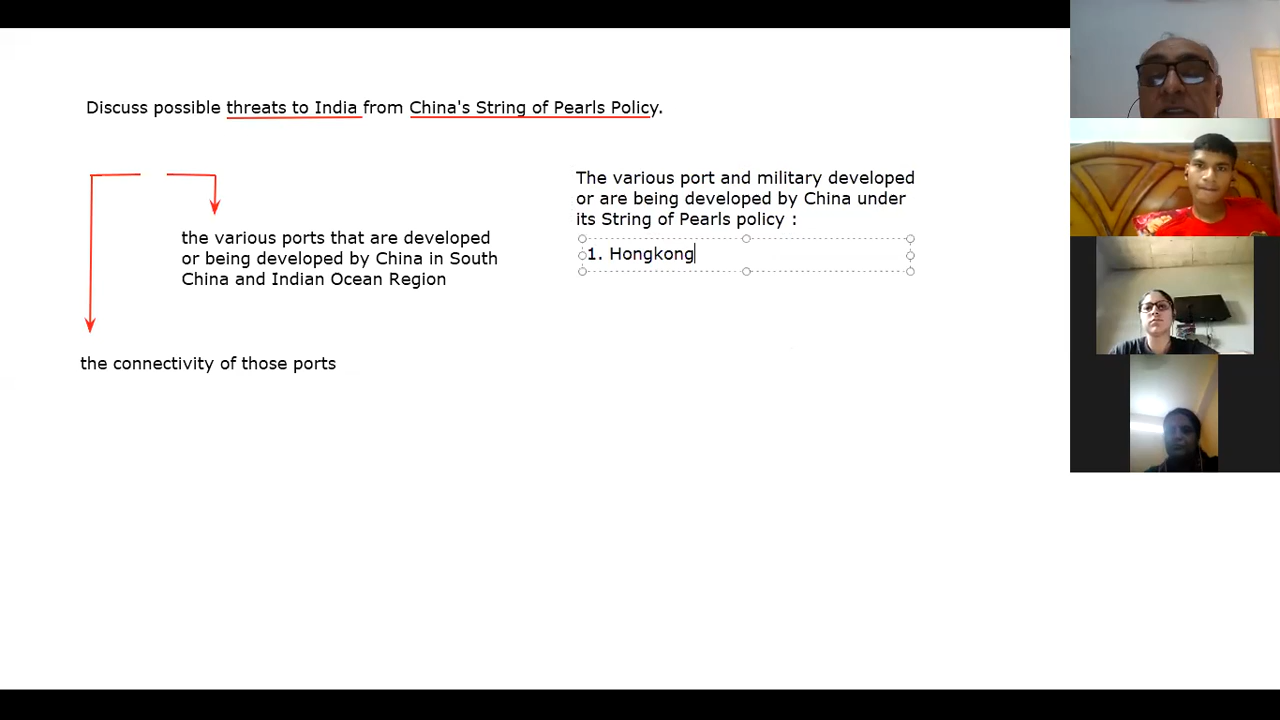 Discuss possible threats to India from China's String of Pearls Policy.
the various ports that are developed
or being developed by China in South
China and Indian Ocean Region
the connectivity of those ports
The various port and military developed
or are being developed by China under
its String of Pearls policy :
1. Hongkong